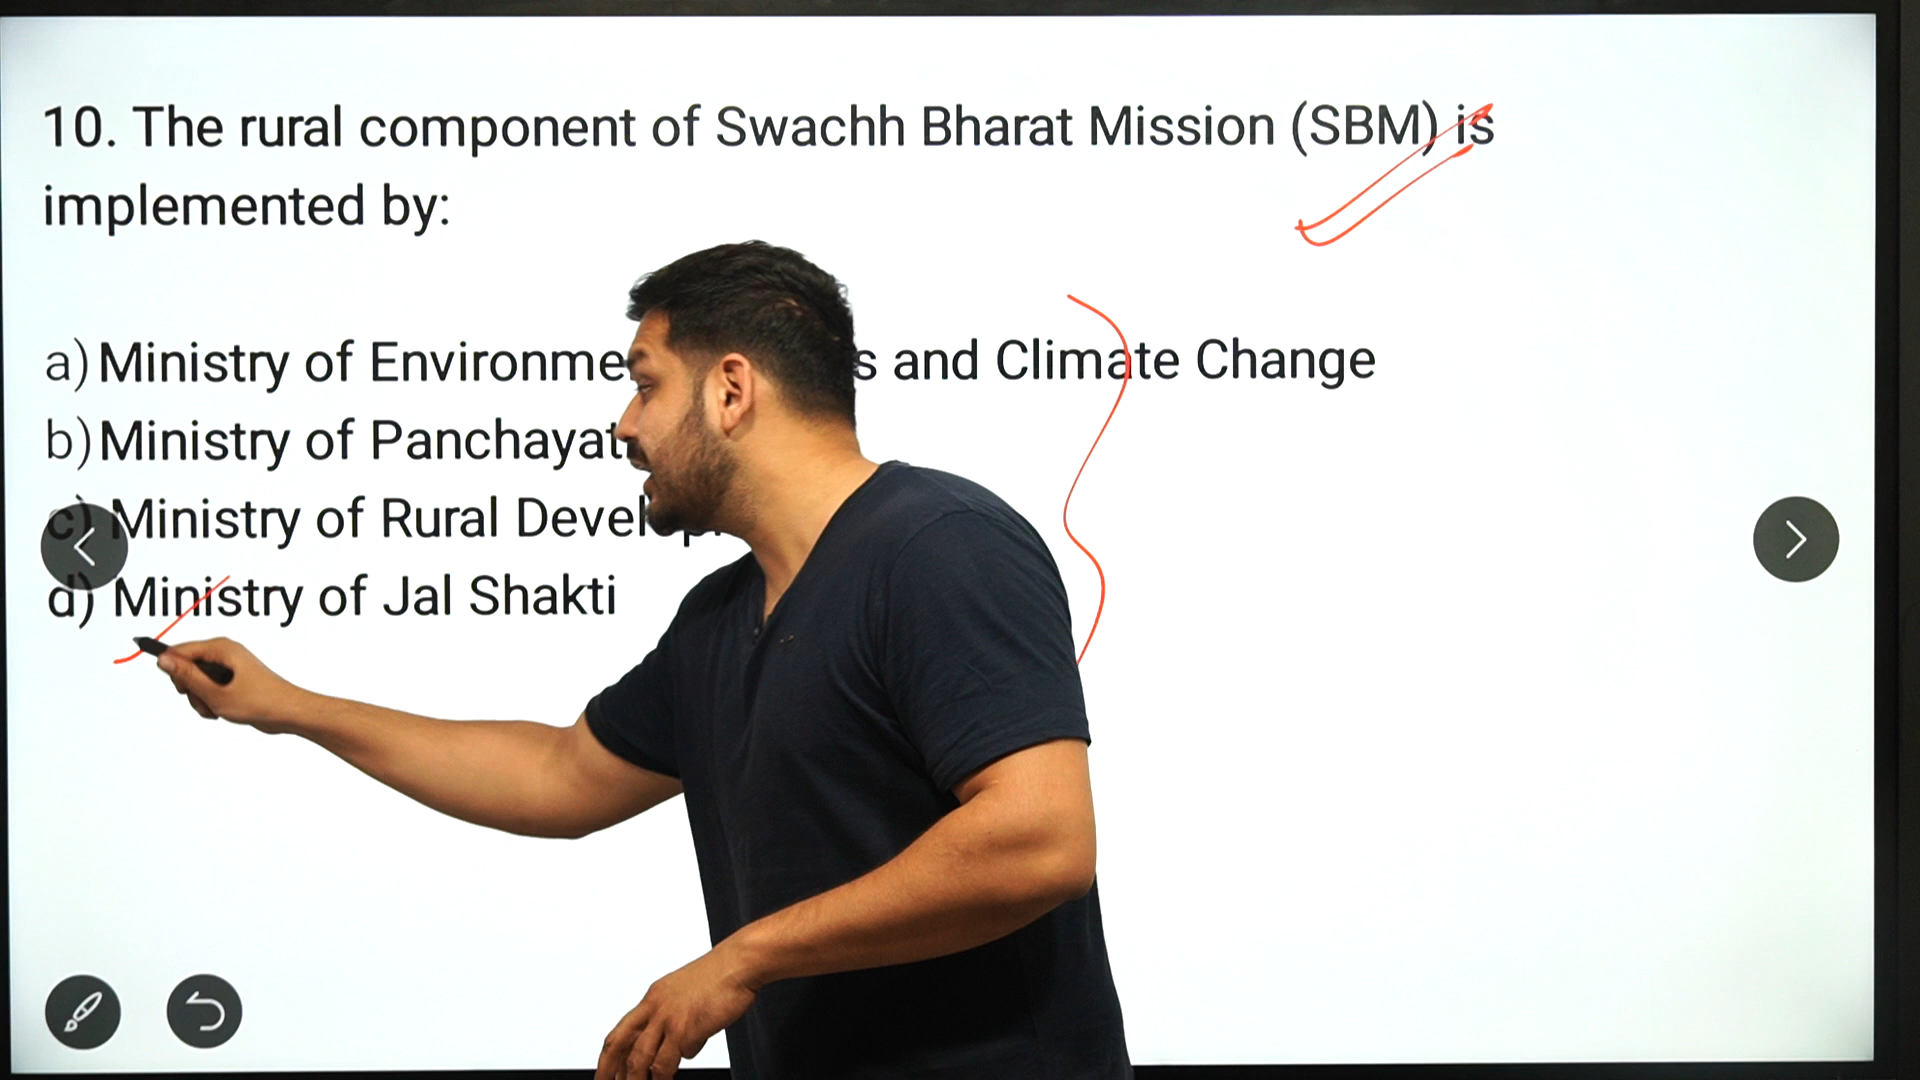 10. The rural component of Swachh Bharat Mission (SBM) is
implemented by:
a) Ministry of Environme s and Climate Change
b) Ministry of Panchayat
c) Ministry of Rural Devel
d) Ministry of Jal Shakti